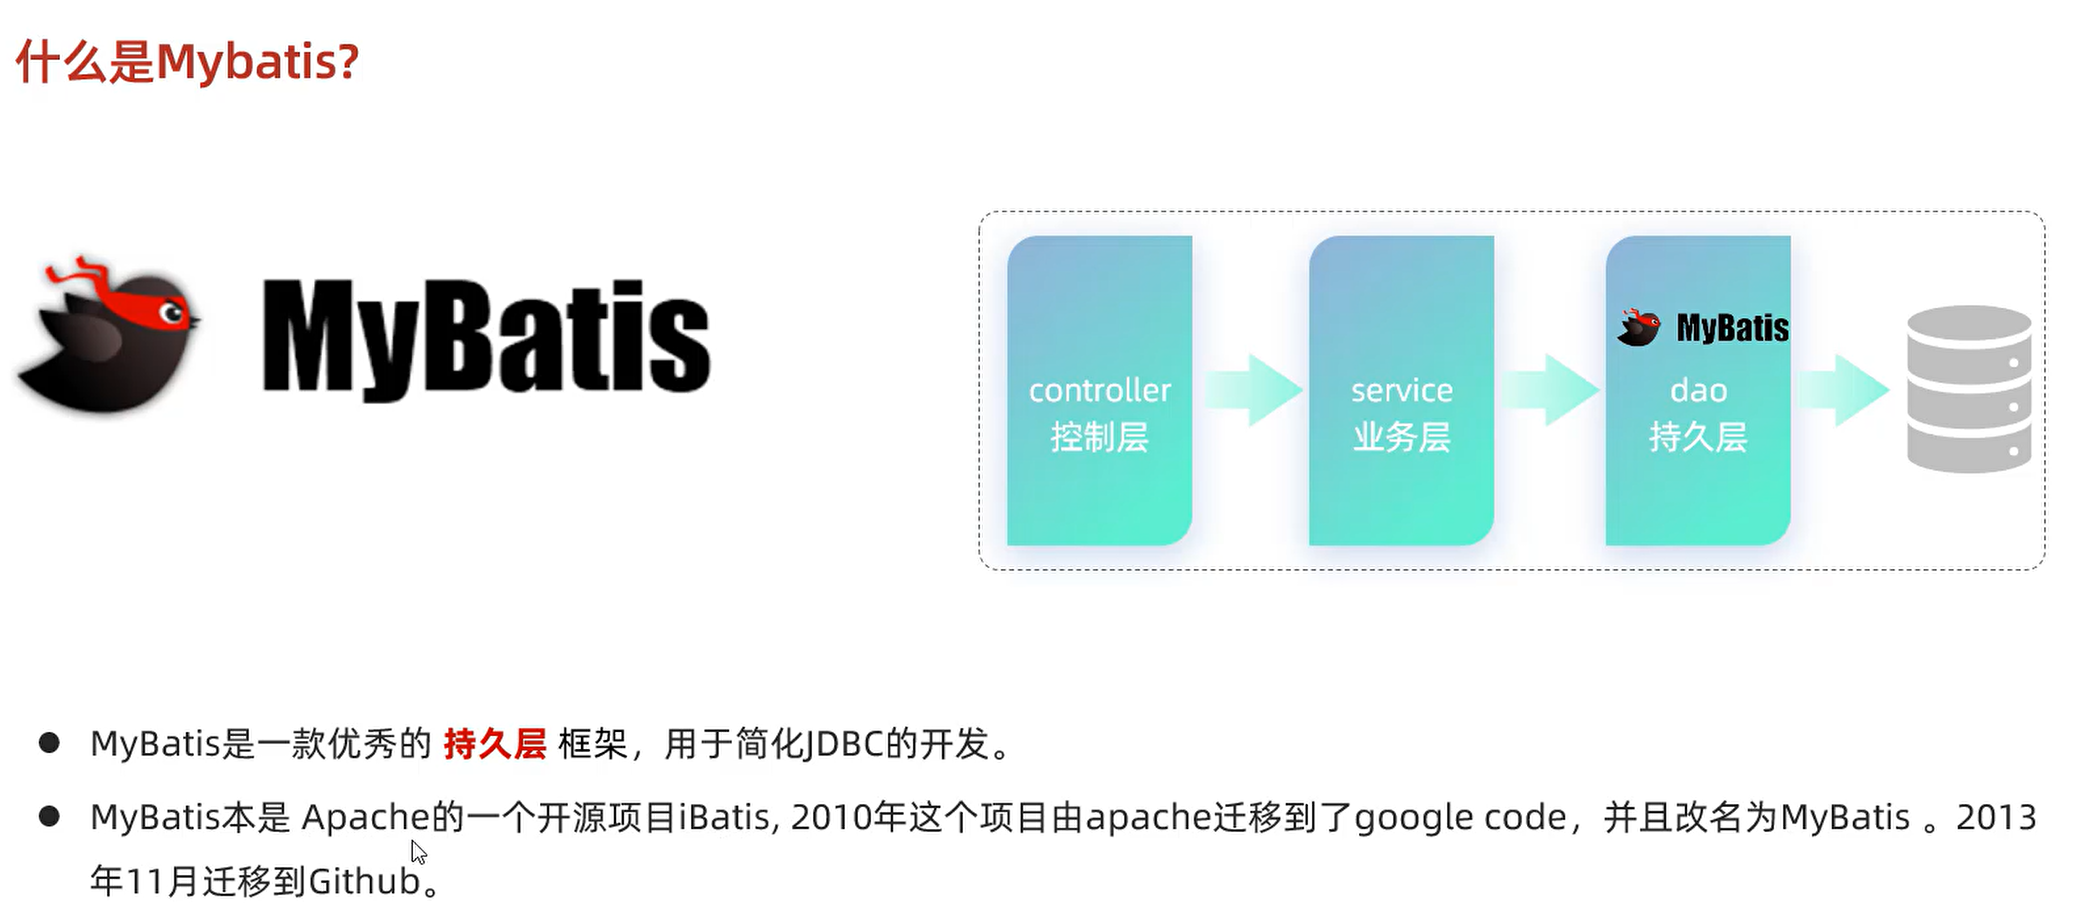 什么是Mybatis?
MyBatis
controller
控制层
service
业务层
MyBatis
dao
持久层
MyBatis是一款优秀的 持久层 框架，用于简化JDBC的开发。
MyBatis本是 Apache的一个开源项目iBatis, 2010年这个项目由apache迁移到了google code，并且改名为MyBatis 。2013
年11月迁移到Github。